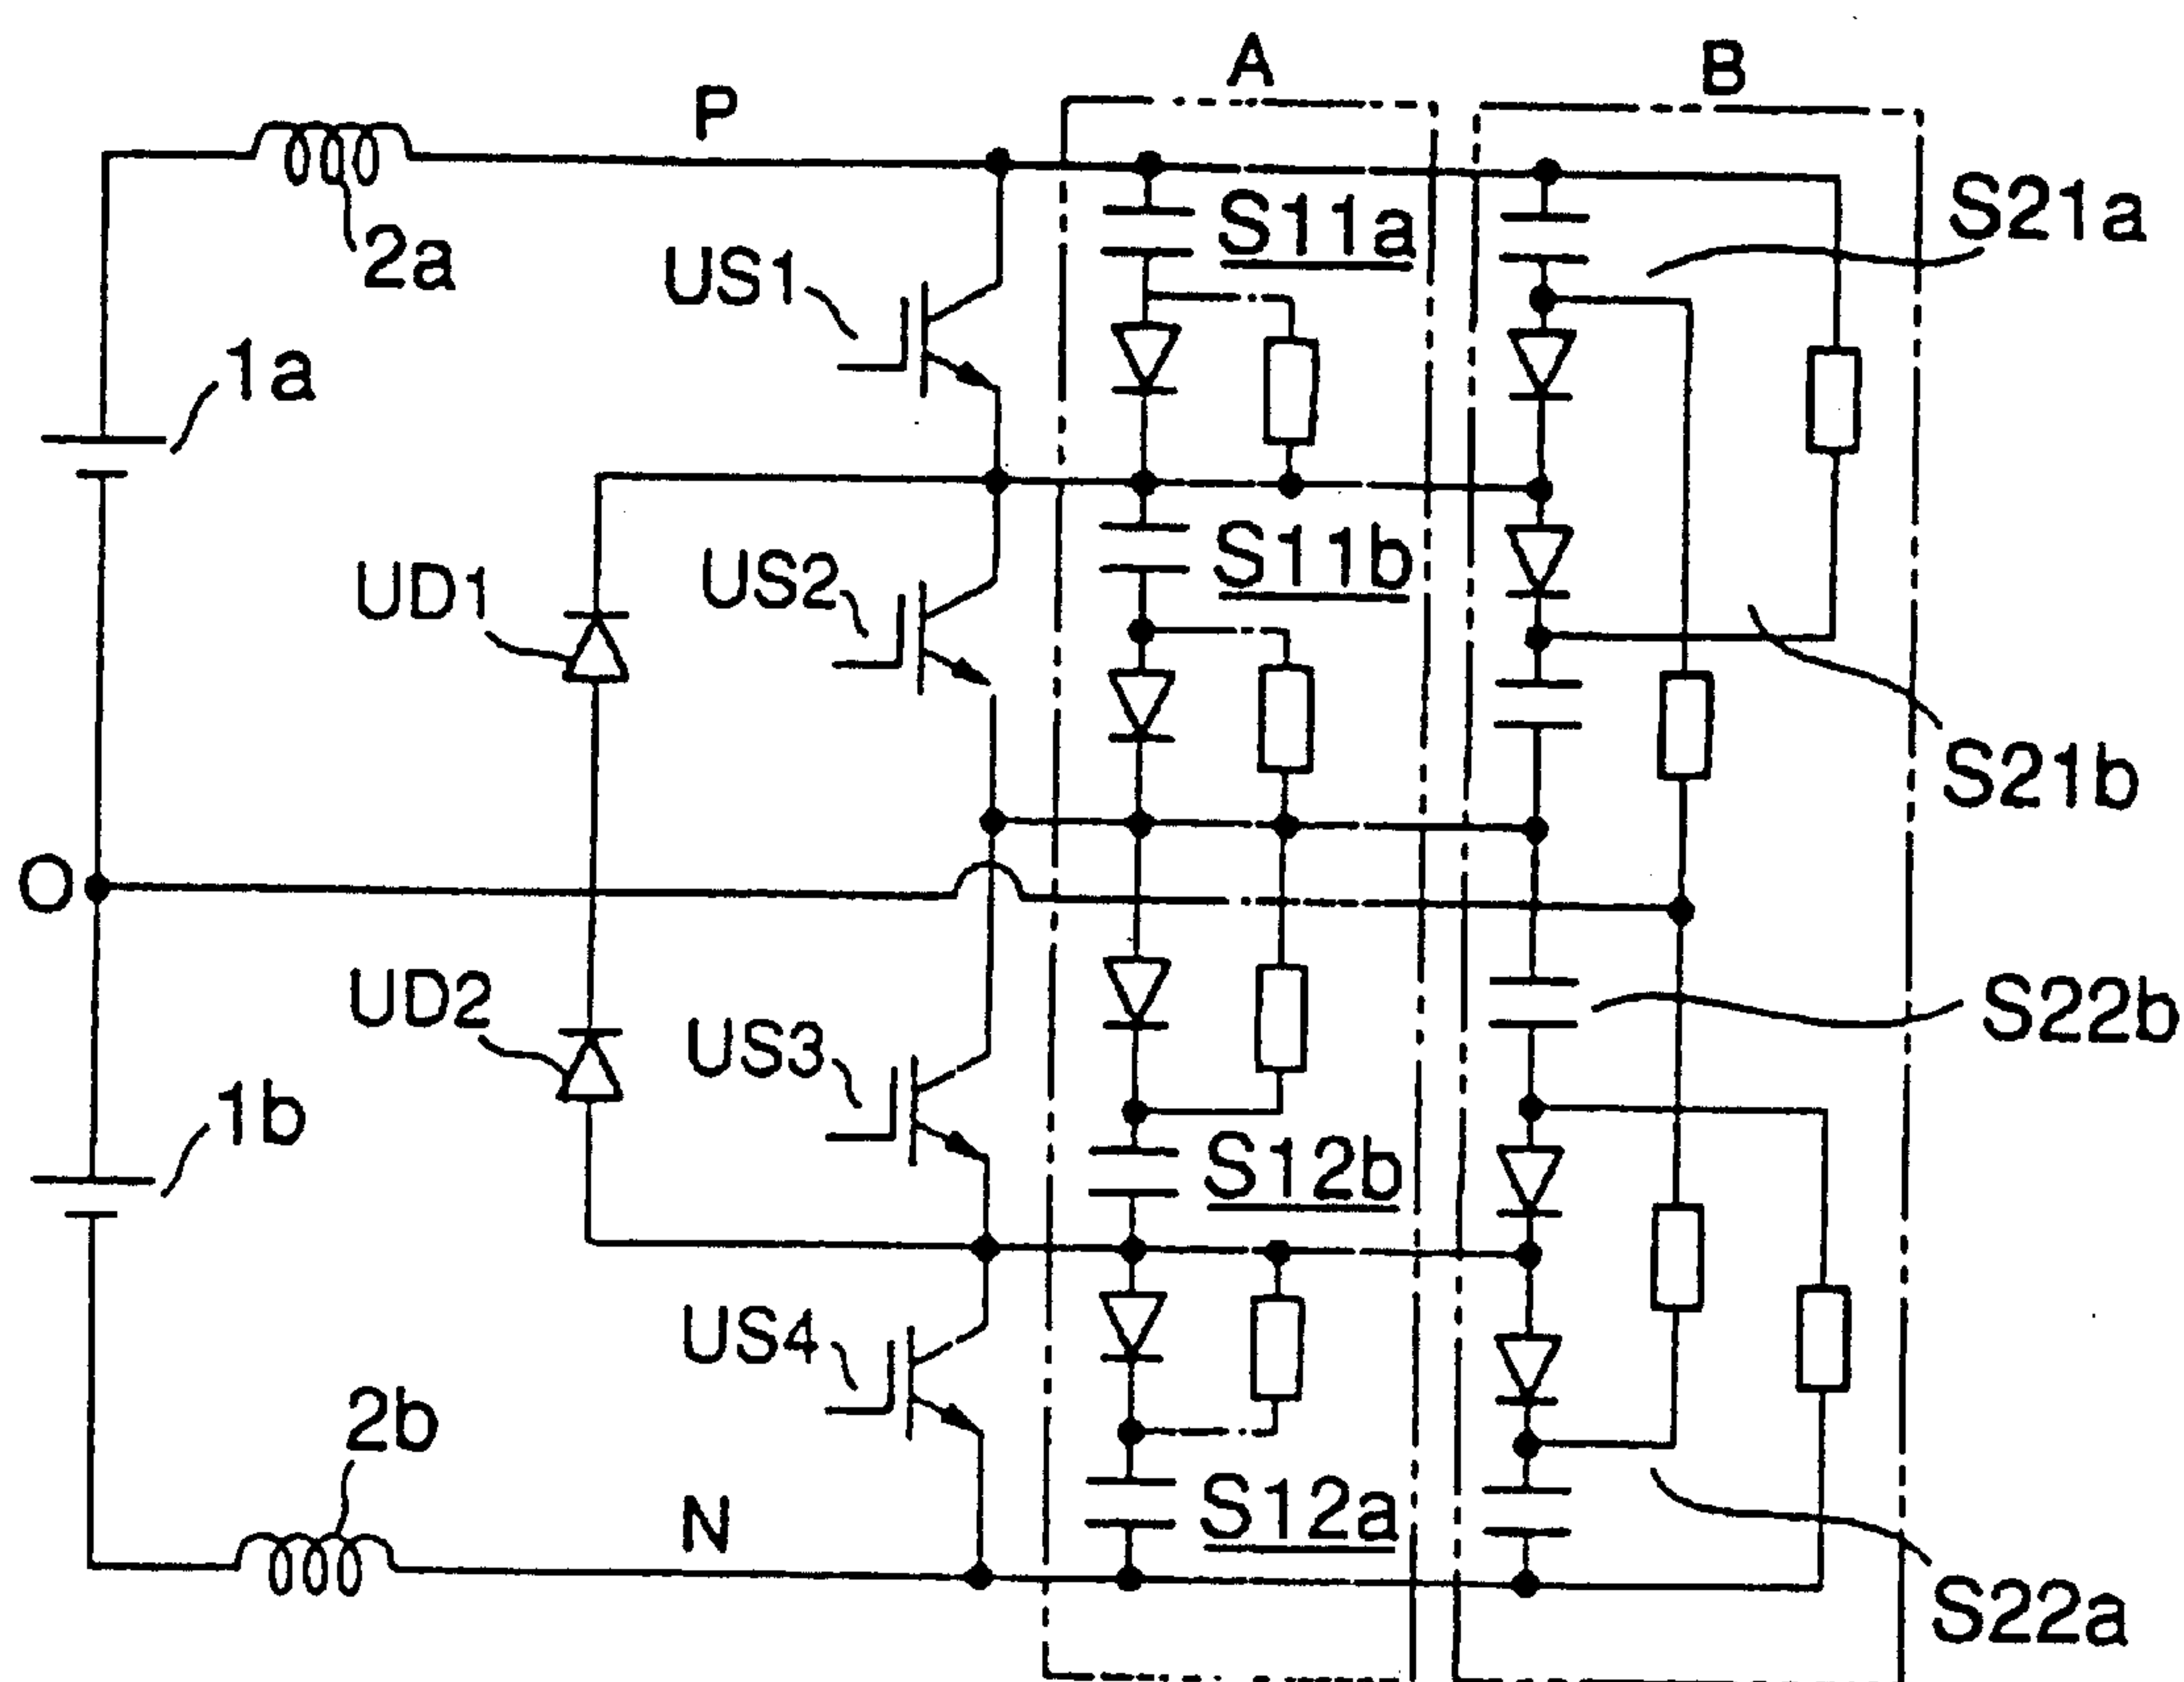 A
B
P
S11a
S21a
2a
US1
1a
S11b
US2
UD1
S21b
O
UD2
S22b
US3
1b
S12b
US4
2b
S12a
N
S22a